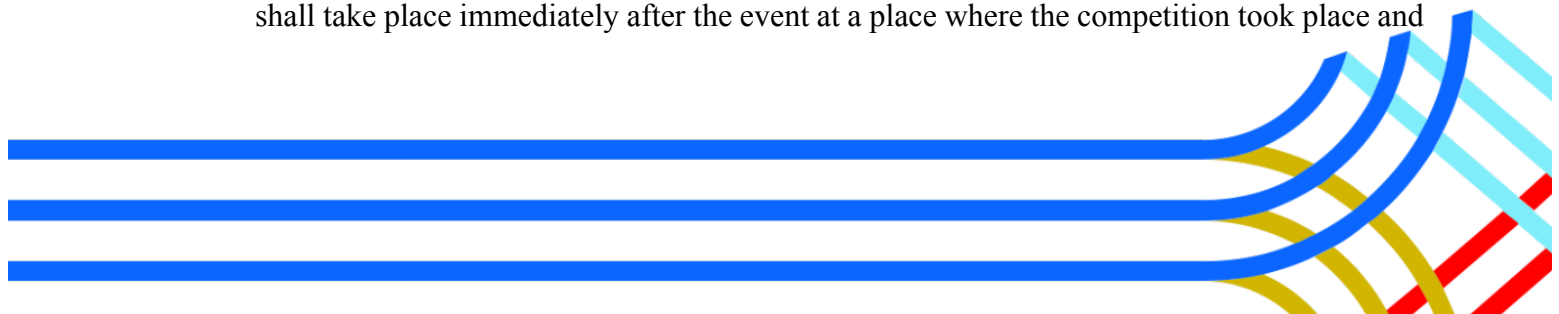 shall take place immediately after the event at a place where the competition took place and